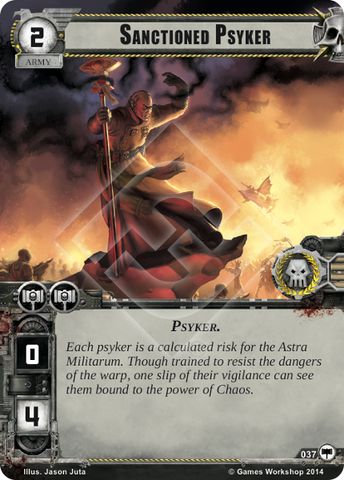 2
SANCTIONED PSYKER
ARMY
PSYKER.
0
Each psyker is a calculated risk for the Astra
Militarum. Though trained to resist the dangers
of the warp, one slip of their vigilance can see
them bound to the power of Chaos.
4
037
Illus. Jason Juta
© Games Workshop 2014